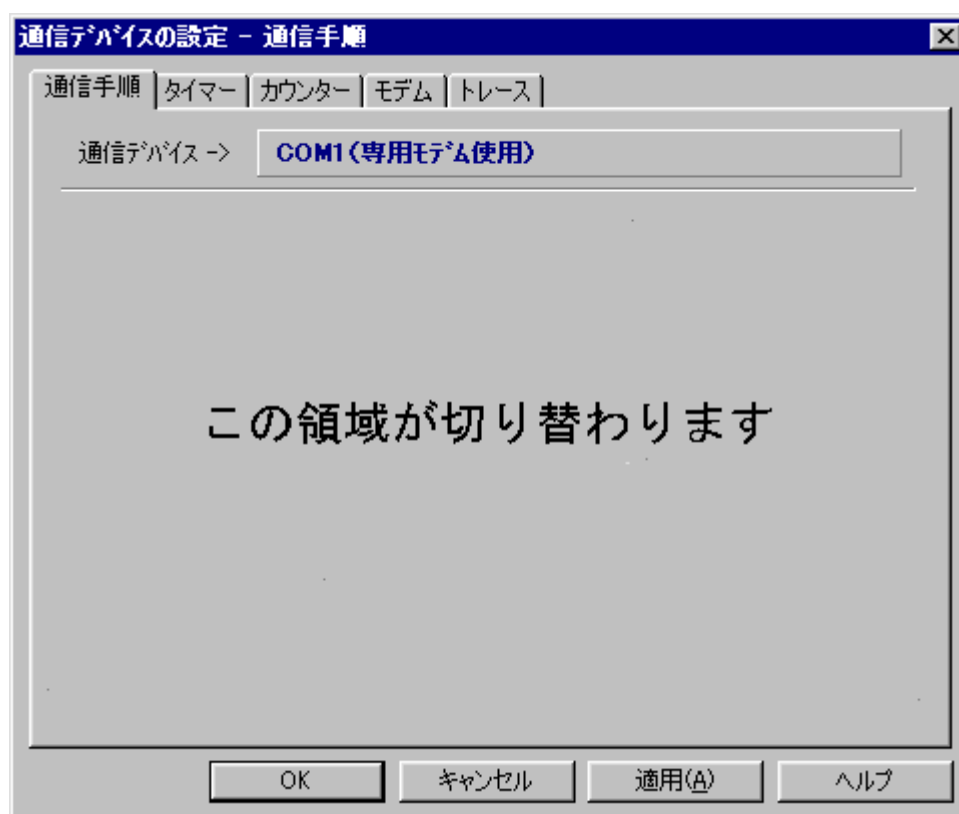 通信ﾃﾞﾊﾞｲｽの設定 - 通信手順
通信手順 タイマー カウンター モデム トレース
通信ﾃﾞﾊﾞｲｽ -> COM1(専用ﾓﾃﾞﾑ使用)
この領域が切り替わります
OK キャンセル 適用(A) ヘルプ